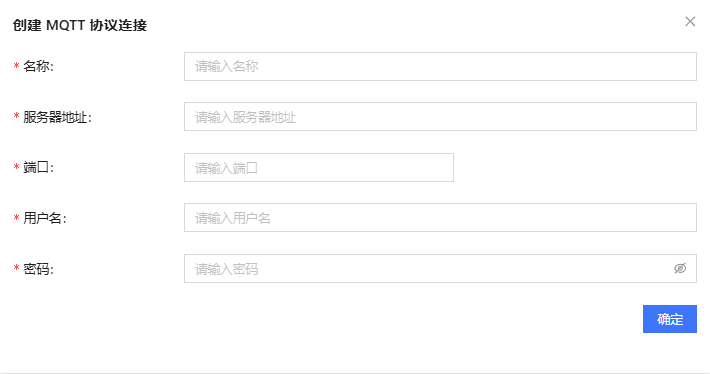 创建 MQTT 协议连接
* 名称:
请输入名称
* 服务器地址:
请输入服务器地址
* 端口:
请输入端口
* 用户名:
请输入用户名
* 密码:
请输入密码
确定